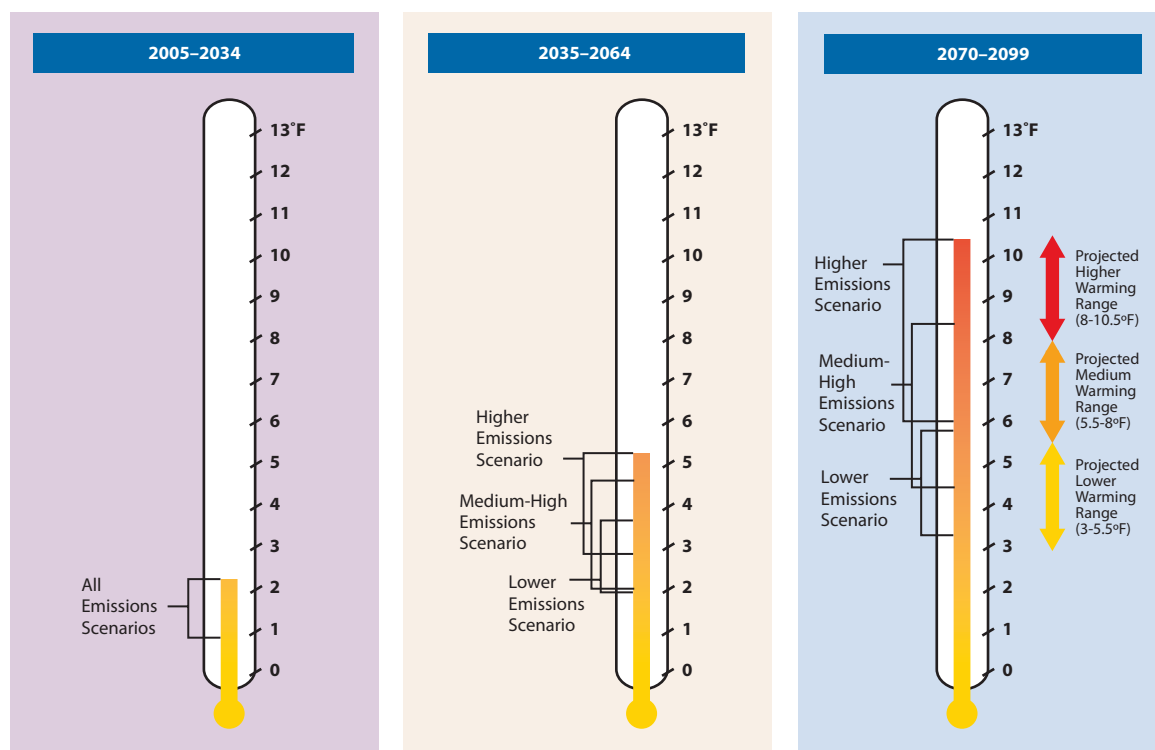 2005–2034
13˚F
12
11
10
9
8
7
6
5
4
3
2
1
0
All
Emissions
Scenarios
2035–2064
13˚F
12
11
10
9
8
7
6
5
4
3
2
1
0
Higher
Emissions
Scenario
Medium-High
Emissions
Scenario
Lower
Emissions
Scenario
2070–2099
13˚F
12
11
10
9
8
7
6
5
4
3
2
1
0
Higher
Emissions
Scenario
Medium-
High
Emissions
Scenario
Lower
Emissions
Scenario
Projected
Higher
Warming
Range
(8-10.5ºF)
Projected
Medium
Warming
Range
(5.5-8ºF)
Projected
Lower
Warming
Range
(3-5.5ºF)